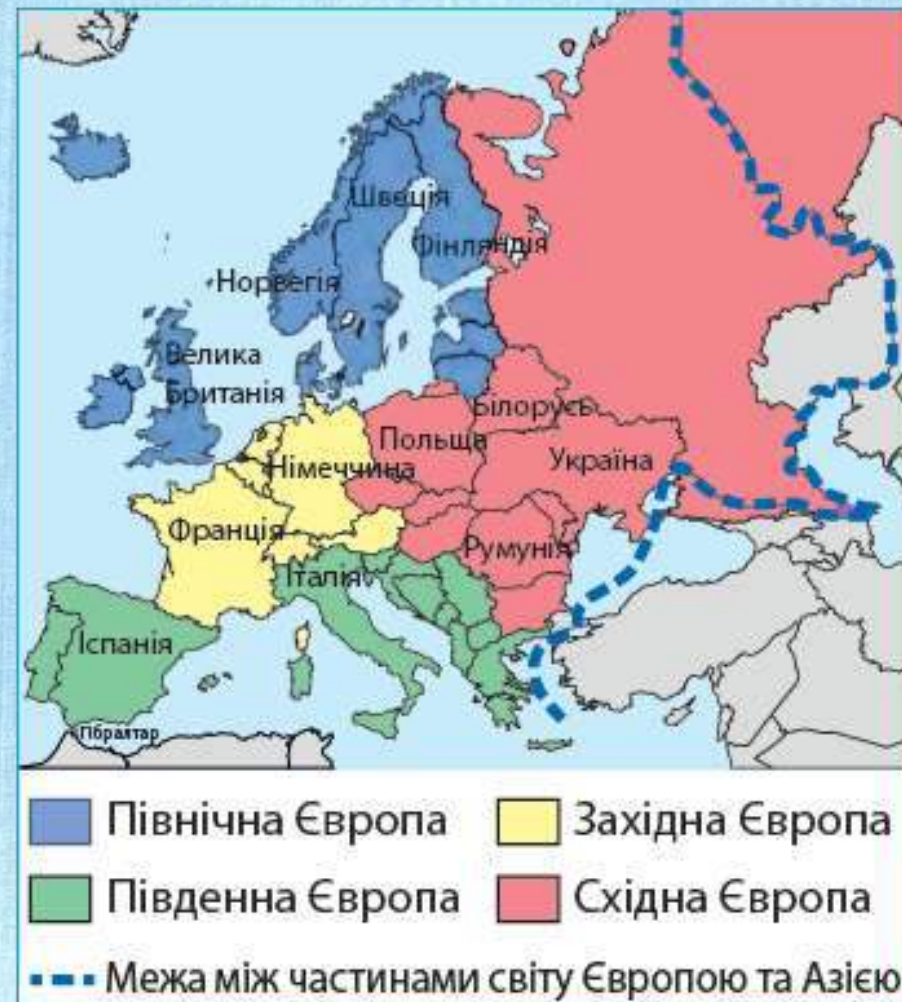 Швеція
Фінляндія
Норвегія
Велика
Британія
Білорусь
Польща
Україна
Німеччина
Франція
Румунія
Італія
Іспанія
Гібралтар
Північна Європа
Західна Європа
Південна Європа
Східна Європа
Межа між частинами світу Європою та Азією